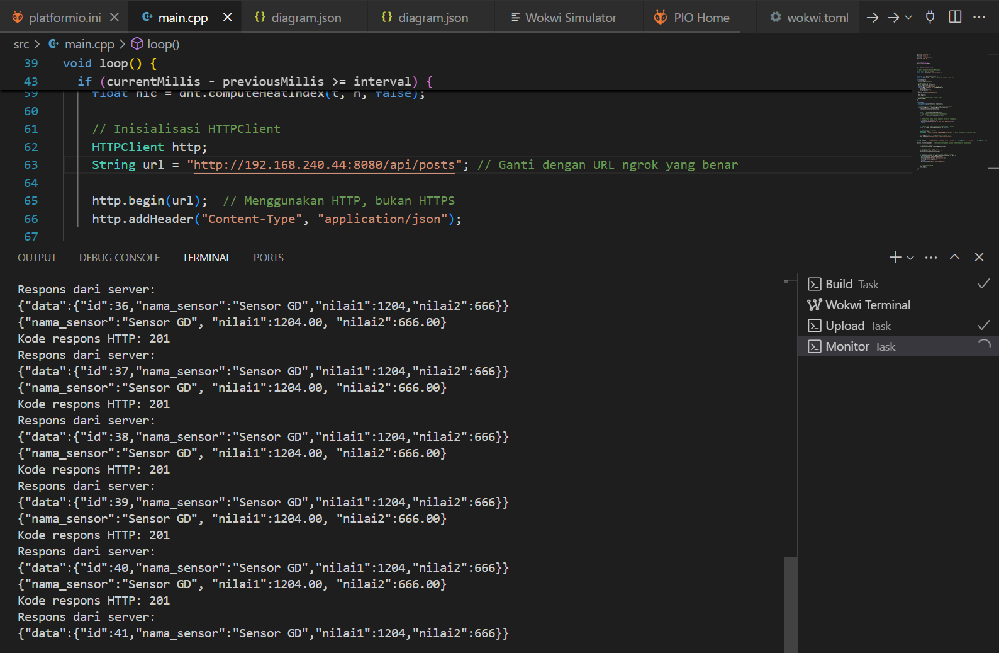 platformio.ini main.cpp diagram.json diagram.json Wokwi Simulator PIO Home wokwi.toml
src main.cpp loop()
39 void loop() {
43 if (currentMillis - previousMillis >= interval) {
59 float hic = dht.computeHeatIndex(t, h, false);
60
61 // Inisialisasi HTTPClient
62 HTTPClient http;
63 String url = "http://192.168.240.44:8080/api/posts"; // Ganti dengan URL ngrok yang benar
64
65 http.begin(url); // Menggunakan HTTP, bukan HTTPS
66 http.addHeader("Content-Type", "application/json");
67
OUTPUT DEBUG CONSOLE TERMINAL PORTS
Respons dari server:
{"data":{"id":36,"nama_sensor":"Sensor GD","nilai1":1204,"nilai2":666}}
{"nama_sensor":"Sensor GD", "nilai1":1204.00, "nilai2":666.00}
Kode respons HTTP: 201
Respons dari server:
{"data":{"id":37,"nama_sensor":"Sensor GD","nilai1":1204,"nilai2":666}}
{"nama_sensor":"Sensor GD", "nilai1":1204.00, "nilai2":666.00}
Kode respons HTTP: 201
Respons dari server:
{"data":{"id":38,"nama_sensor":"Sensor GD","nilai1":1204,"nilai2":666}}
{"nama_sensor":"Sensor GD", "nilai1":1204.00, "nilai2":666.00}
Kode respons HTTP: 201
Respons dari server:
{"data":{"id":39,"nama_sensor":"Sensor GD","nilai1":1204,"nilai2":666}}
{"nama_sensor":"Sensor GD", "nilai1":1204.00, "nilai2":666.00}
Kode respons HTTP: 201
Respons dari server:
{"data":{"id":40,"nama_sensor":"Sensor GD","nilai1":1204,"nilai2":666}}
{"nama_sensor":"Sensor GD", "nilai1":1204.00, "nilai2":666.00}
Kode respons HTTP: 201
Respons dari server:
{"data":{"id":41,"nama_sensor":"Sensor GD","nilai1":1204,"nilai2":666}}
Build Task
Wokwi Terminal
Upload Task
Monitor Task